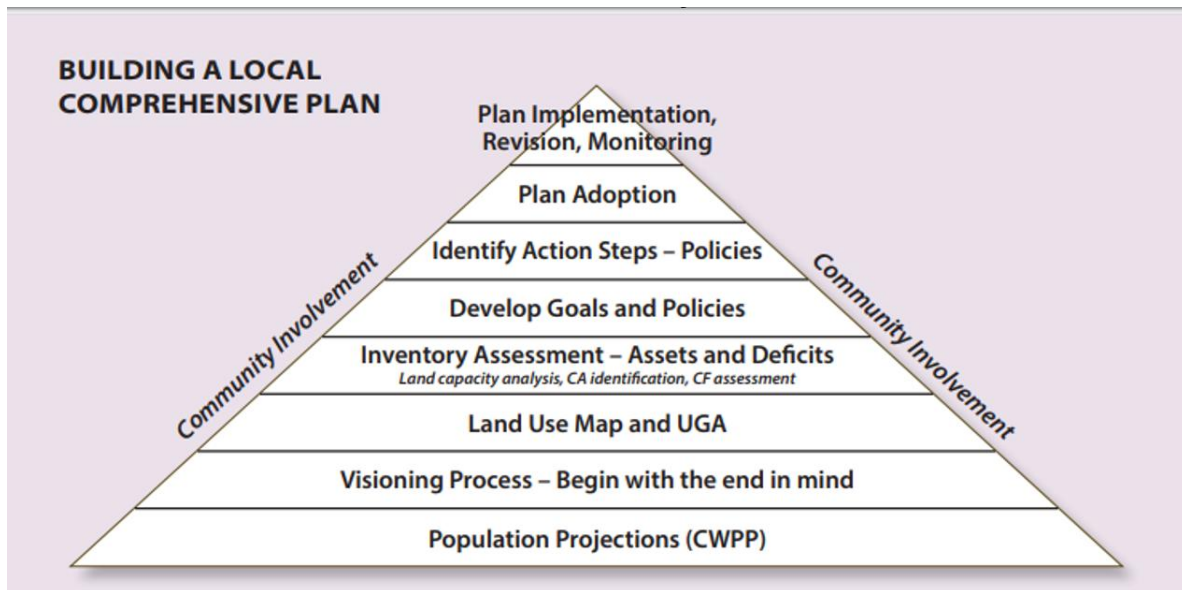 BUILDING A LOCAL
COMPREHENSIVE PLAN
Plan Implementation,
Revision, Monitoring
Plan Adoption
Identify Action Steps – Policies
Develop Goals and Policies
Inventory Assessment – Assets and Deficits
Land capacity analysis, CA identification, CF assessment
Land Use Map and UGA
Visioning Process – Begin with the end in mind
Population Projections (CWPP)
Community Involvement
Community Involvement